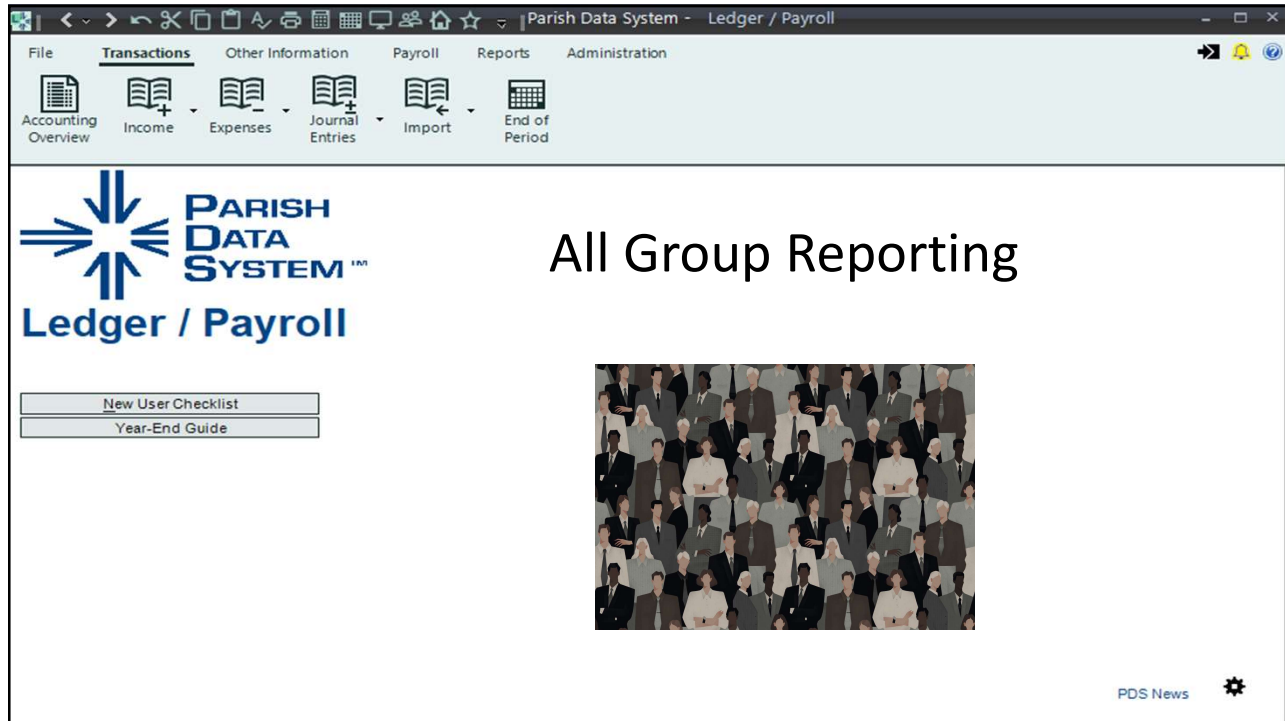 Parish Data System - Ledger / Payroll
File Transactions Other Information Payroll Reports Administration
Accounting
Overview
Income
Expenses
Journal
Entries
Import
End of
Period
PARISH
DATA
SYSTEM™
Ledger / Payroll
All Group Reporting
New User Checklist
Year-End Guide
PDS News